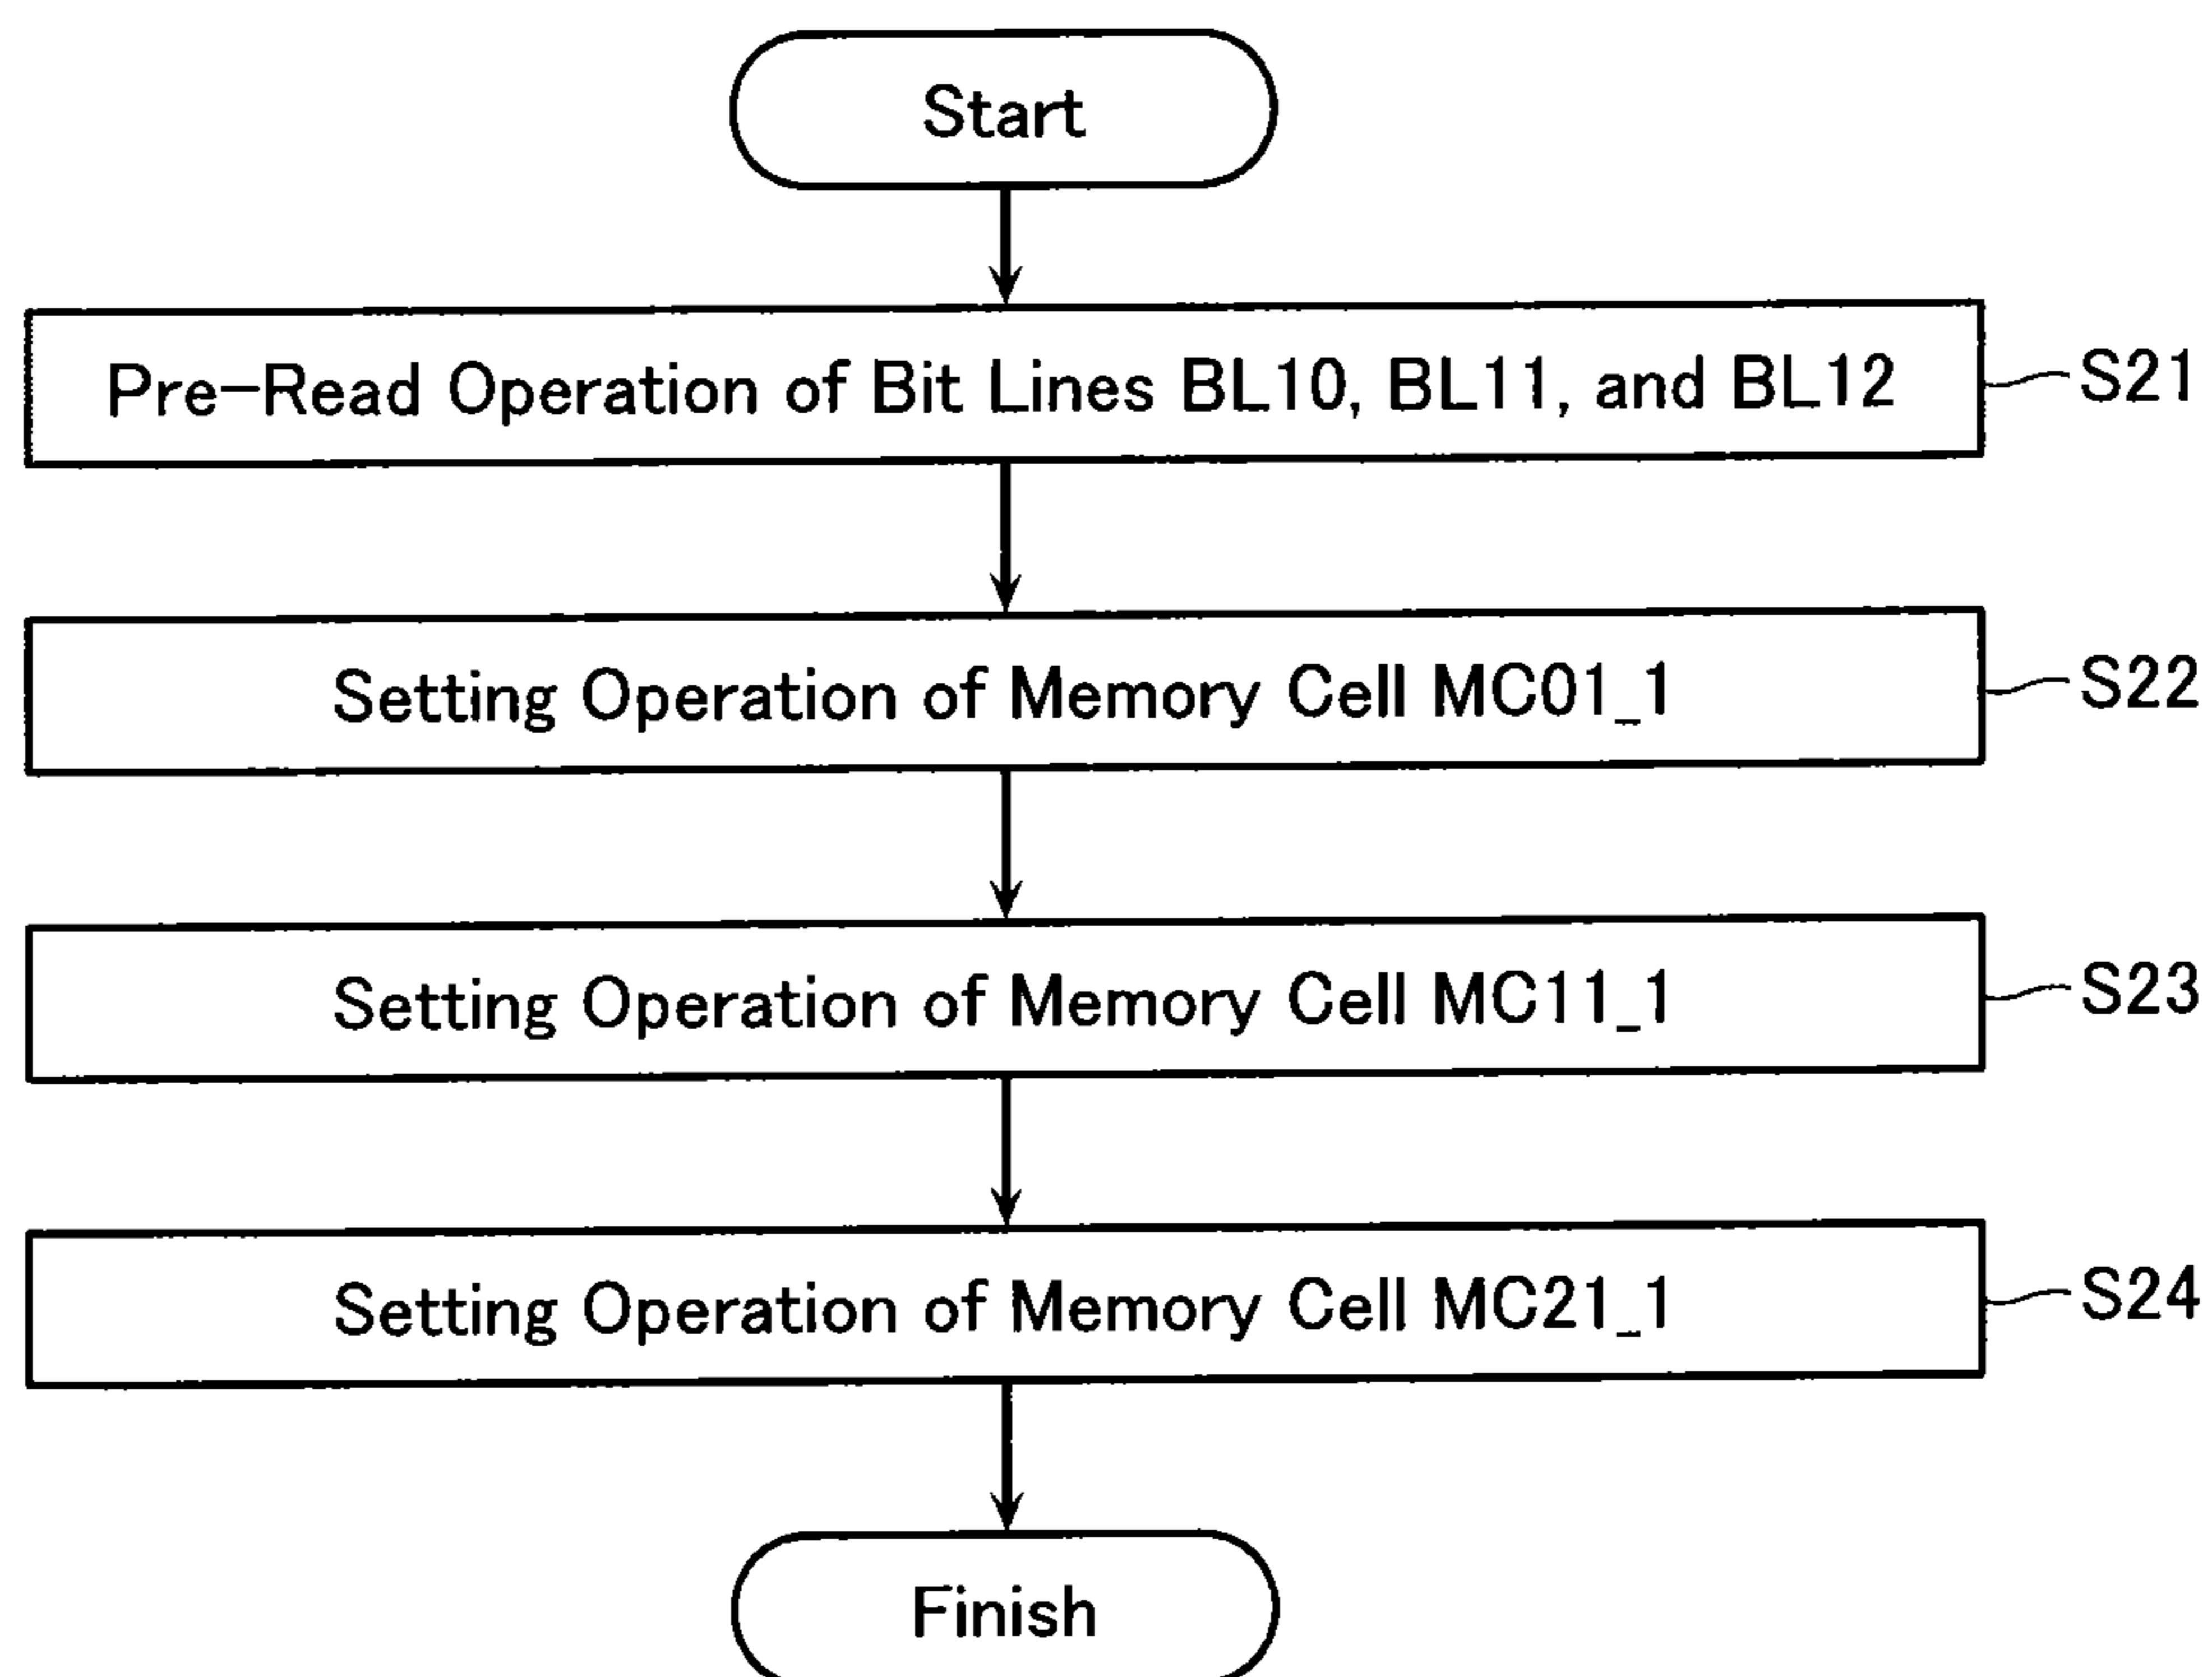 Start
Pre-Read Operation of Bit Lines BL10, BL11, and BL12
S21
Setting Operation of Memory Cell MC01_1
S22
Setting Operation of Memory Cell MC11_1
S23
Setting Operation of Memory Cell MC21_1
S24
Finish